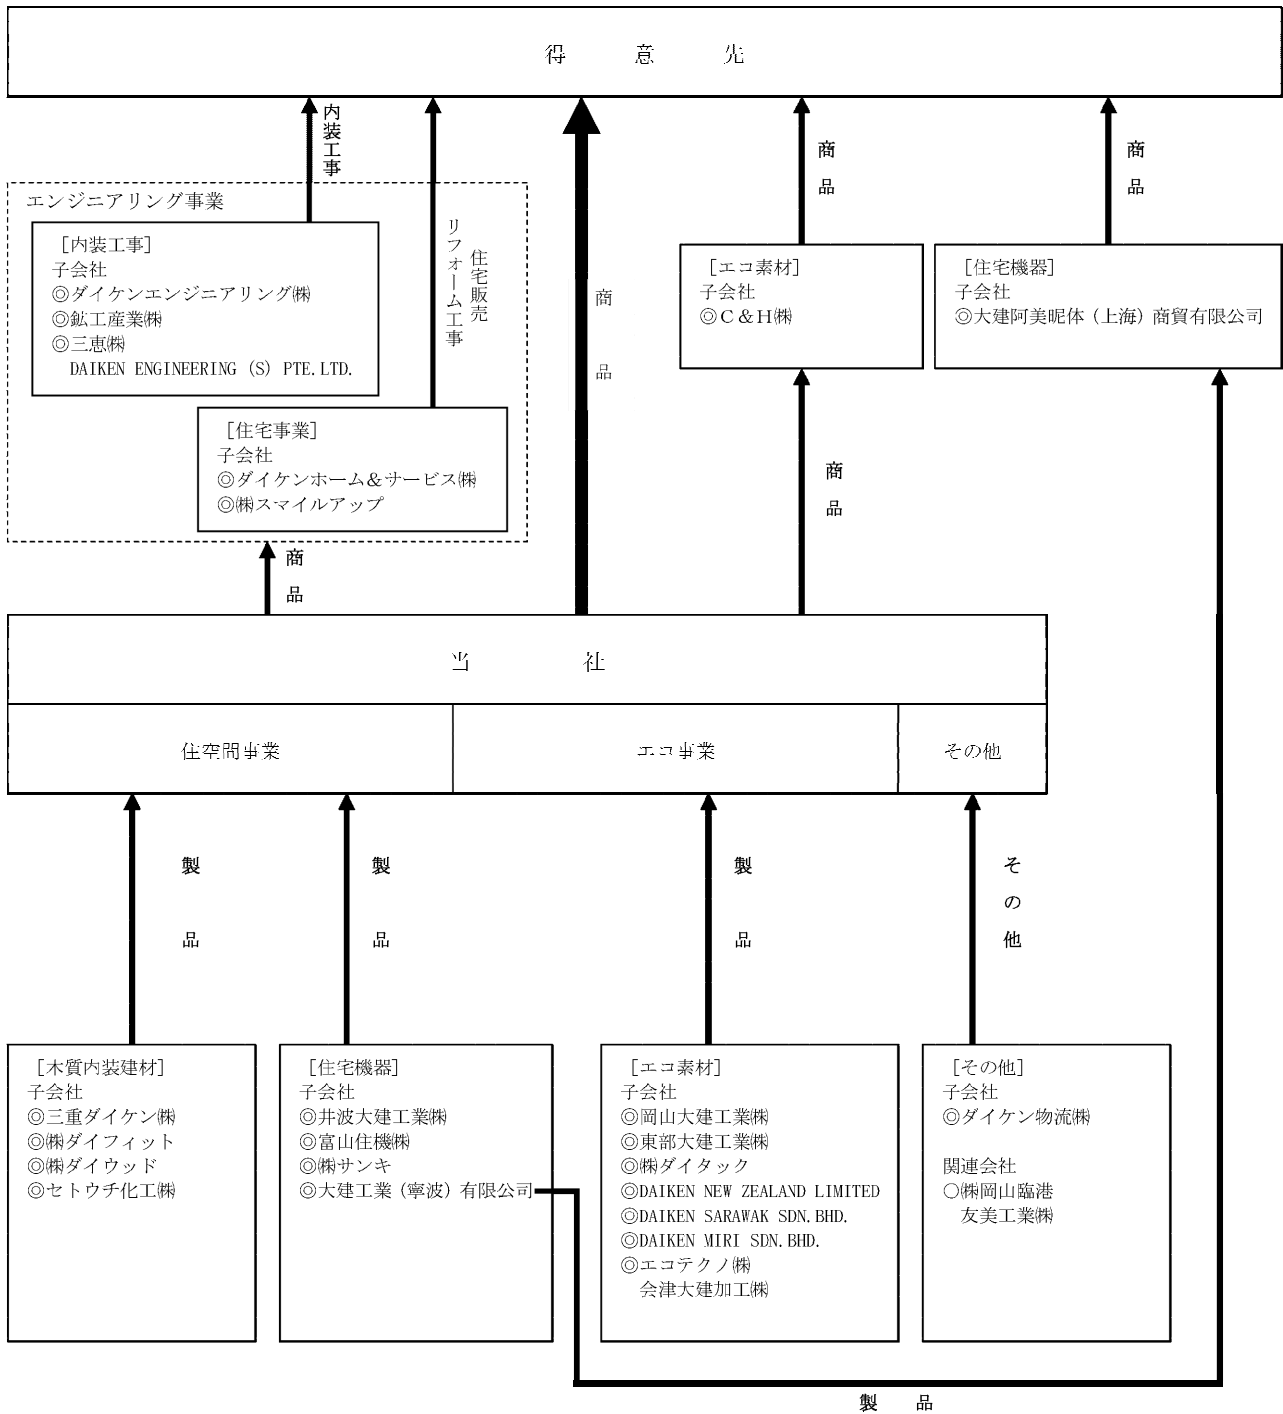 得　意　先
内装工事
商品
商品
エンジニアリング事業
［内装工事］
子会社
◎ダイケンエンジニアリング㈱
◎鉱工産業㈱
◎三恵㈱
DAIKEN ENGINEERING (S) PTE.LTD.
住宅販売
リフォーム工事
商品
［エコ素材］
子会社
◎Ｃ＆Ｈ㈱
［住宅機器］
子会社
◎大建阿美昵体（上海）商貿有限公司
［住宅事業］
子会社
◎ダイケンホーム＆サービス㈱
◎㈱スマイルアップ
商品
商品
当　社
住空間事業
エコ事業
その他
製品
製品
製品
その他
［木質内装建材］
子会社
◎三重ダイケン㈱
◎㈱ダイフィット
◎㈱ダイウッド
◎セトウチ化工㈱
［住宅機器］
子会社
◎井波大建工業㈱
◎富山住機㈱
◎㈱サンキ
◎大建工業（寧波）有限公司
［エコ素材］
子会社
◎岡山大建工業㈱
◎東部大建工業㈱
◎㈱ダイタック
◎DAIKEN NEW ZEALAND LIMITED
◎DAIKEN SARAWAK SDN.BHD.
◎DAIKEN MIRI SDN.BHD.
◎エコテクノ㈱
会津大建加工㈱
［その他］
子会社
◎ダイケン物流㈱
関連会社
○㈱岡山臨港
友美工業㈱
製　品